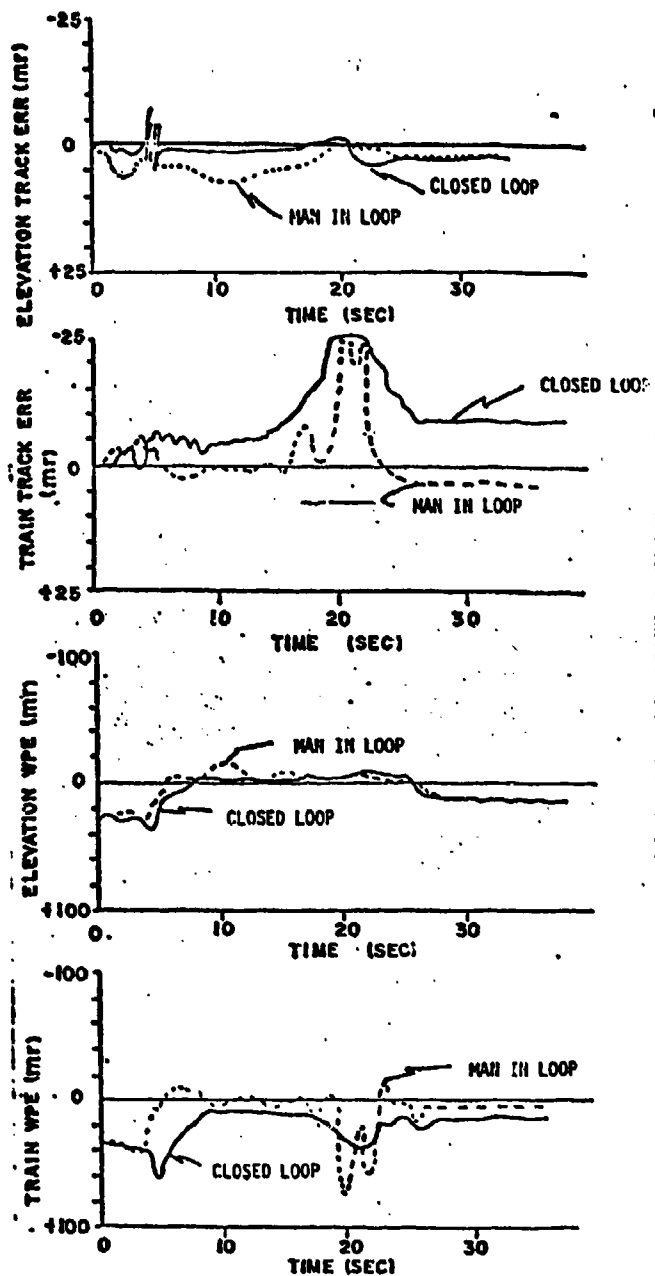 -25
ELEVATION TRACK ERR (mr)
0
CLOSED LOOP
MAN IN LOOP
+25
0 10 20 30
TIME (SEC)
-25
CLOSED LOOP
TRAIN TRACK ERR
(mr)
0
MAN IN LOOP
+25
0 10 20 30
TIME (SEC)
-100
ELEVATION WPE (mr)
MAN IN LOOP
0
CLOSED LOOP
+100
0 10 20 30
TIME (SEC)
-100
TRAIN WPE (mr)
MAN IN LOOP
0
CLOSED LOOP
+100
0 10 20 30
TIME (SEC)